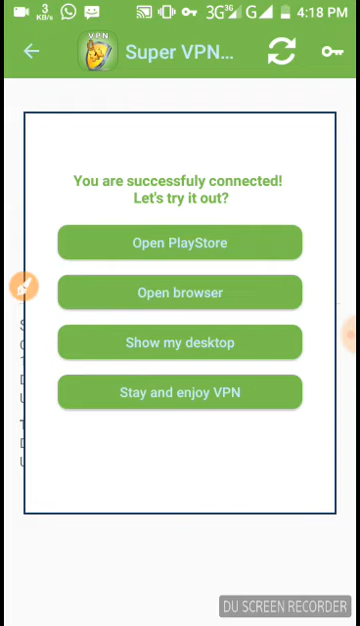 3
KB/s
3G 3G G 4:18 PM
VPN
Super VPN...
You are successfuly connected!
Let's try it out?
Open PlayStore
Open browser
Show my desktop
Stay and enjoy VPN
S
D
U
T
D
U
DU SCREEN RECORDER